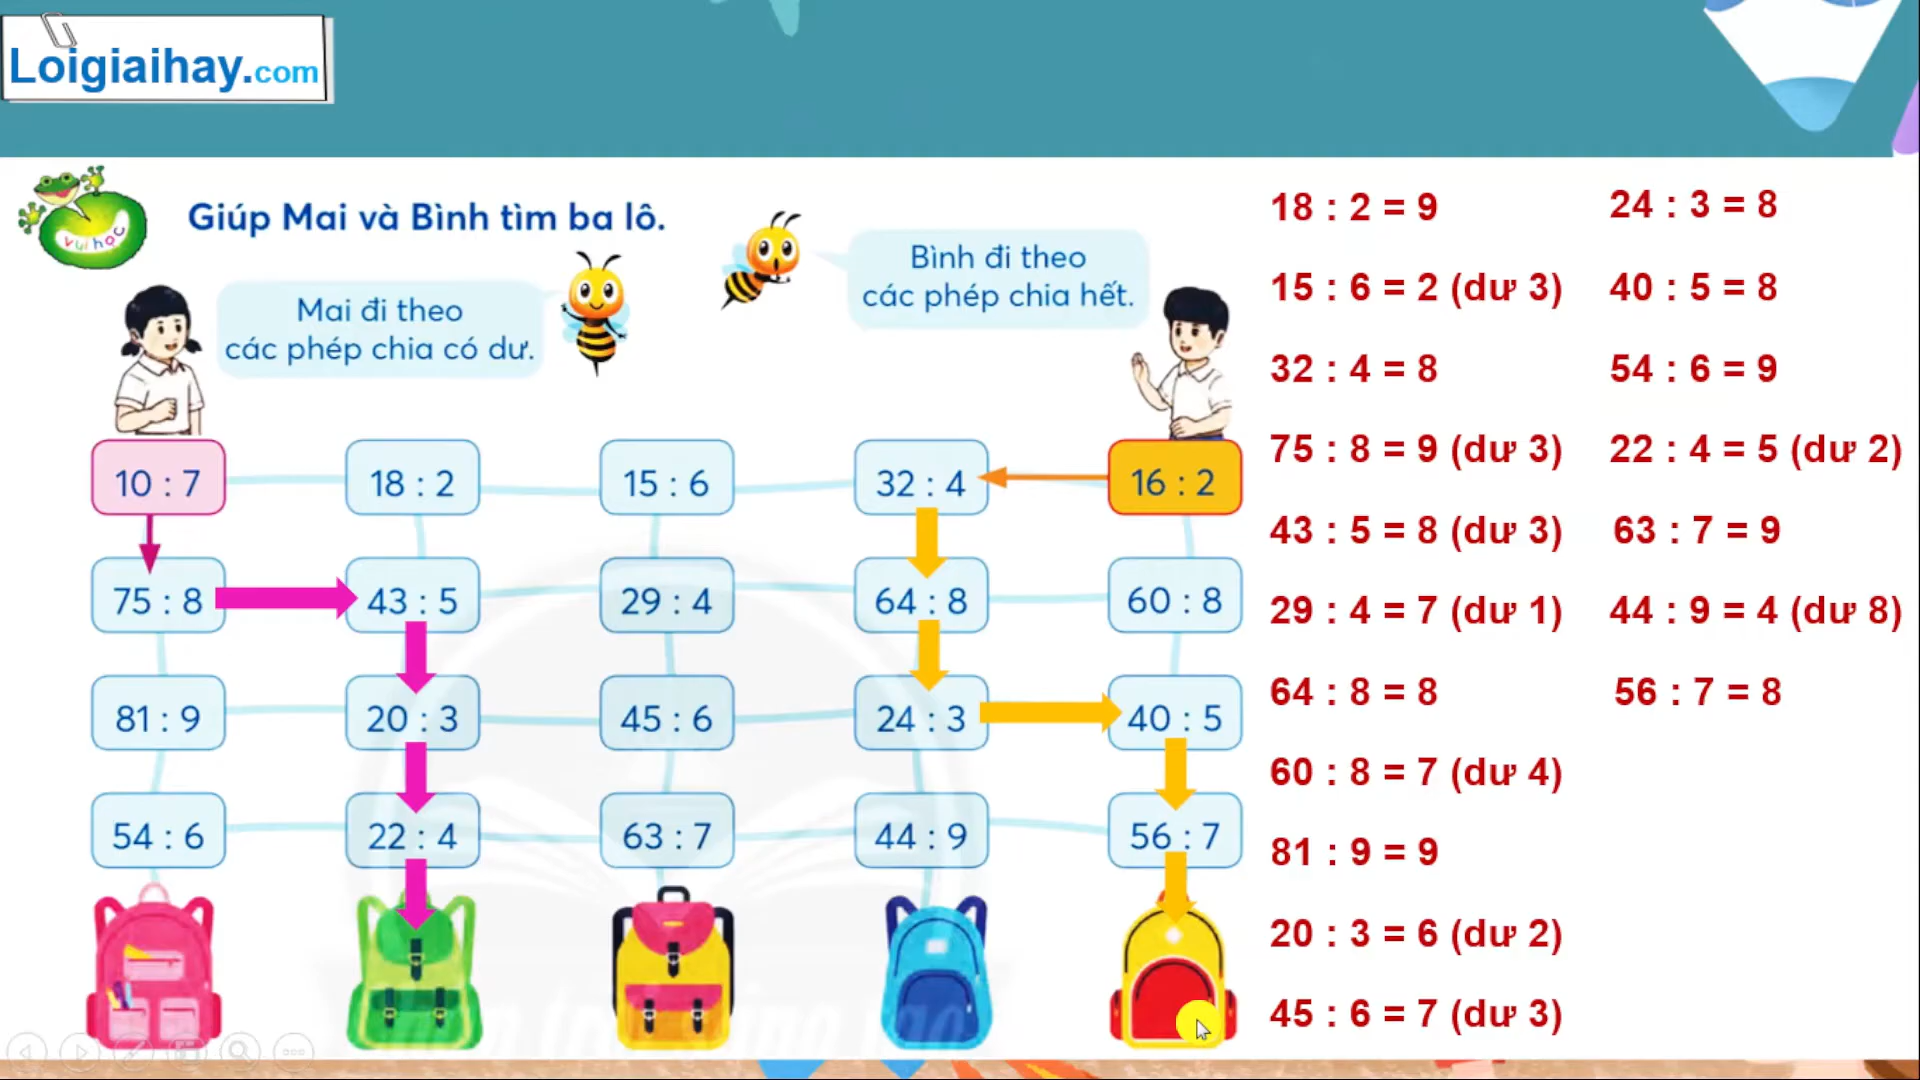 Loigiaihay.com
vui học
Giúp Mai và Bình tìm ba lô.
Mai đi theo
các phép chia có dư.
Bình đi theo
các phép chia hết.
10 : 7 18 : 2 15 : 6 32 : 4 16 : 2
75 : 8 43 : 5 29 : 4 64 : 8 60 : 8
81 : 9 20 : 3 45 : 6 24 : 3 40 : 5
54 : 6 22 : 4 63 : 7 44 : 9 56 : 7
18 : 2 = 9
15 : 6 = 2 (dư 3)
32 : 4 = 8
75 : 8 = 9 (dư 3)
43 : 5 = 8 (dư 3)
29 : 4 = 7 (dư 1)
64 : 8 = 8
60 : 8 = 7 (dư 4)
81 : 9 = 9
20 : 3 = 6 (dư 2)
45 : 6 = 7 (dư 3)
24 : 3 = 8
40 : 5 = 8
54 : 6 = 9
22 : 4 = 5 (dư 2)
63 : 7 = 9
44 : 9 = 4 (dư 8)
56 : 7 = 8